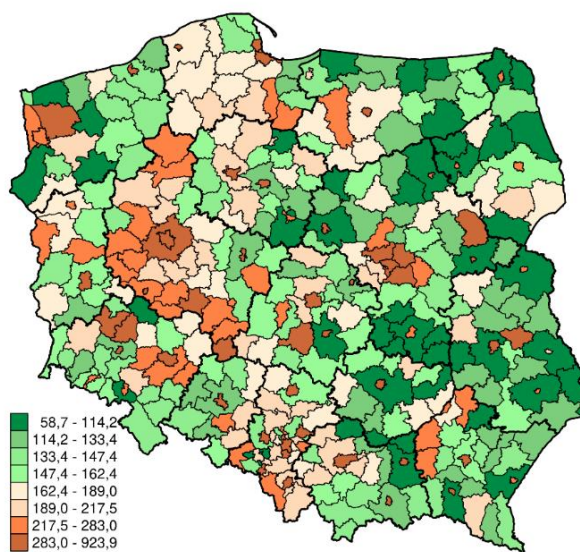 58,7 - 114,2
114,2 - 133,4
133,4 - 147,4
147,4 - 162,4
162,4 - 189,0
189,0 - 217,5
217,5 - 283,0
283,0 - 923,9